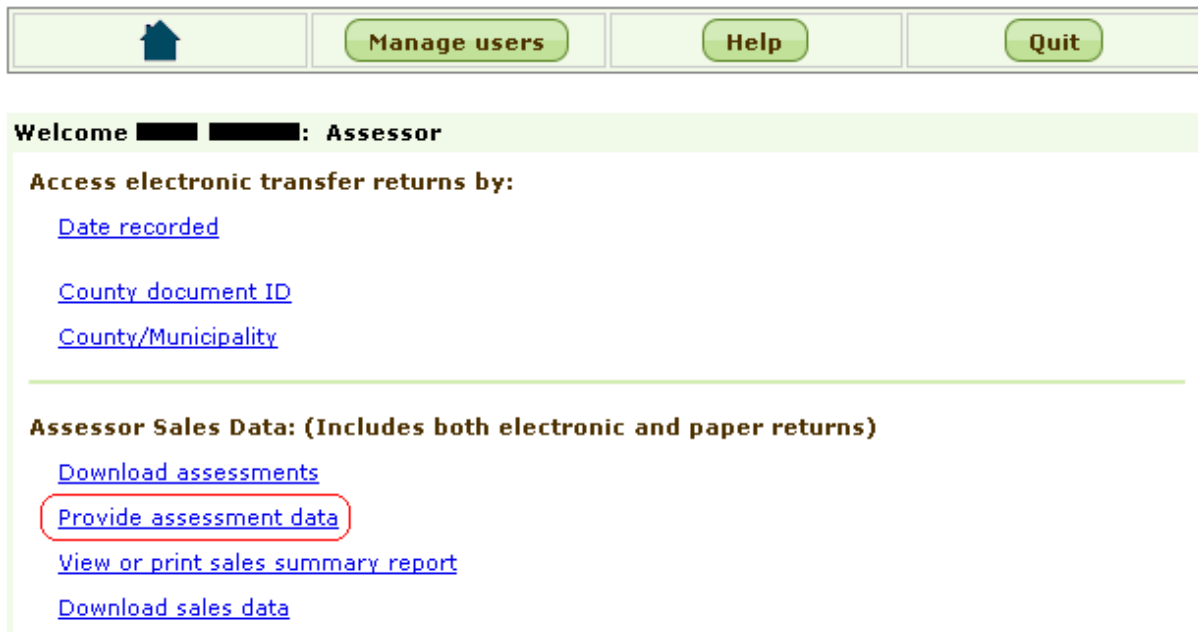 Manage users Help Quit
Welcome : Assessor
Access electronic transfer returns by:
Date recorded
County document ID
County/Municipality
Assessor Sales Data: (Includes both electronic and paper returns)
Download assessments
Provide assessment data
View or print sales summary report
Download sales data